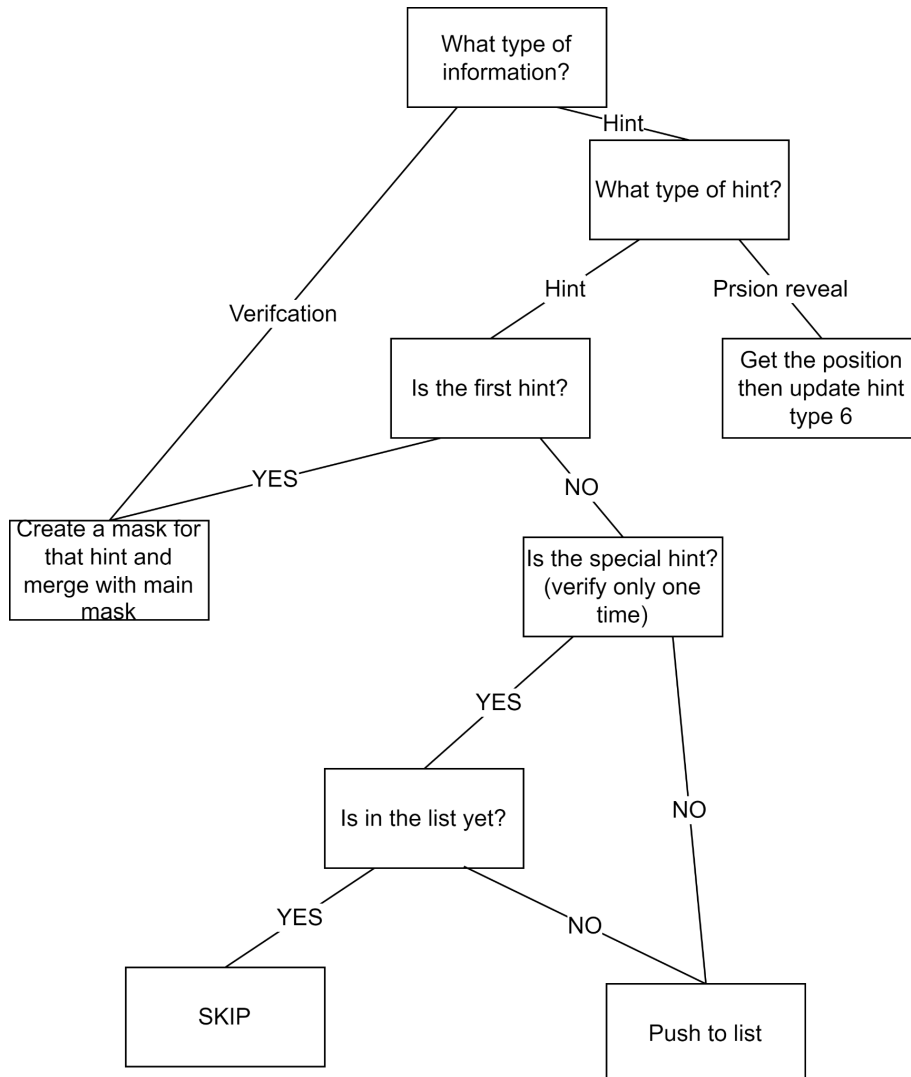 What type of
information?
Hint
What type of hint?
Hint
Prsion reveal
Verifcation
Is the first hint?
Get the position
then update hint
type 6
YES
NO
Create a mask for
that hint and
merge with main
mask
Is the special hint?
(verify only one
time)
YES
NO
Is in the list yet?
YES
NO
SKIP
Push to list